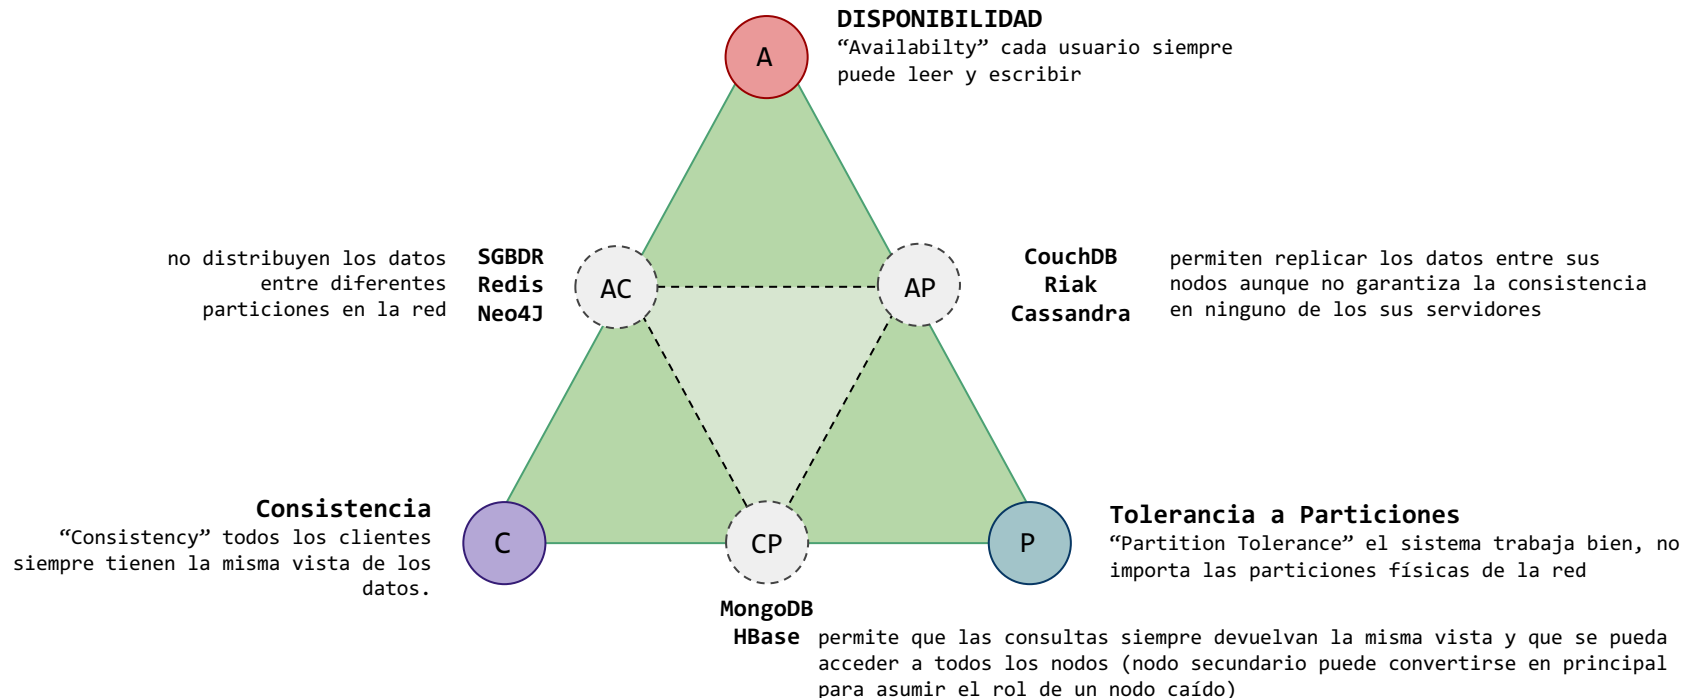 DISPONIBILIDAD
“Availabilty” cada usuario siempre
puede leer y escribir
A
no distribuyen los datos
entre diferentes
particiones en la red
SGBDR
Redis
Neo4J
AC
AP
CouchDB
Riak
Cassandra
permiten replicar los datos entre sus
nodos aunque no garantiza la consistencia
en ninguno de los sus servidores
Consistencia
“Consistency” todos los clientes
siempre tienen la misma vista de los
datos.
C
CP
P
Tolerancia a Particiones
“Partition Tolerance” el sistema trabaja bien, no
importa las particiones físicas de la red
MongoDB
HBase
permite que las consultas siempre devuelvan la misma vista y que se pueda
acceder a todos los nodos (nodo secundario puede convertirse en principal
para asumir el rol de un nodo caído)